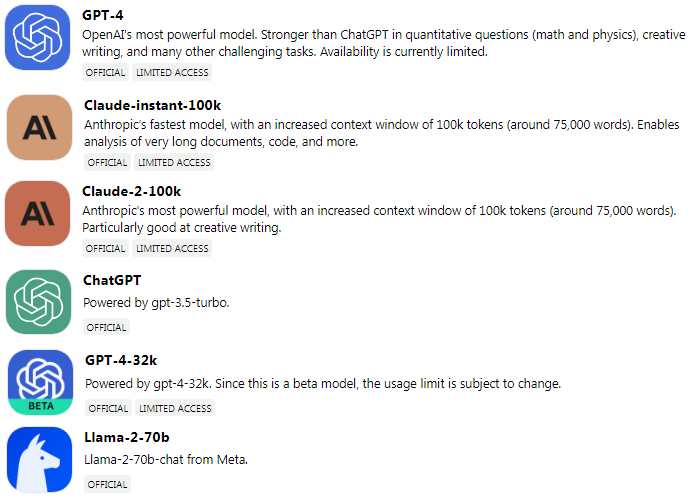 GPT-4
OpenAI's most powerful model. Stronger than ChatGPT in quantitative questions (math and physics), creative
writing, and many other challenging tasks. Availability is currently limited.
OFFICIAL LIMITED ACCESS
Claude-instant-100k
Anthropic's fastest model, with an increased context window of 100k tokens (around 75,000 words). Enables
analysis of very long documents, code, and more.
OFFICIAL LIMITED ACCESS
Claude-2-100k
Anthropic's most powerful model, with an increased context window of 100k tokens (around 75,000 words).
Particularly good at creative writing.
OFFICIAL LIMITED ACCESS
ChatGPT
Powered by gpt-3.5-turbo.
OFFICIAL
GPT-4-32k
Powered by gpt-4-32k. Since this is a beta model, the usage limit is subject to change.
BETA
OFFICIAL LIMITED ACCESS
Llama-2-70b
Llama-2-70b-chat from Meta.
OFFICIAL